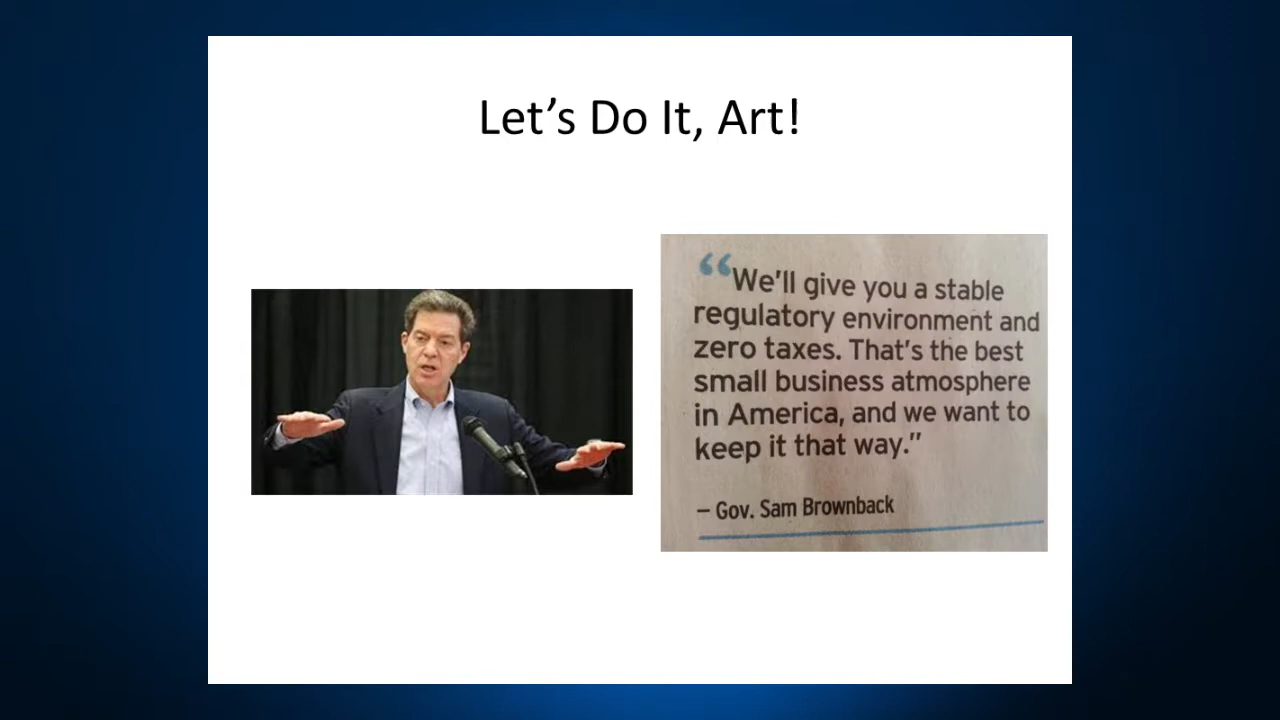 Let’s Do It, Art!
“We’ll give you a stable
regulatory environment and
zero taxes. That’s the best
small business atmosphere
in America, and we want to
keep it that way.”
– Gov. Sam Brownback